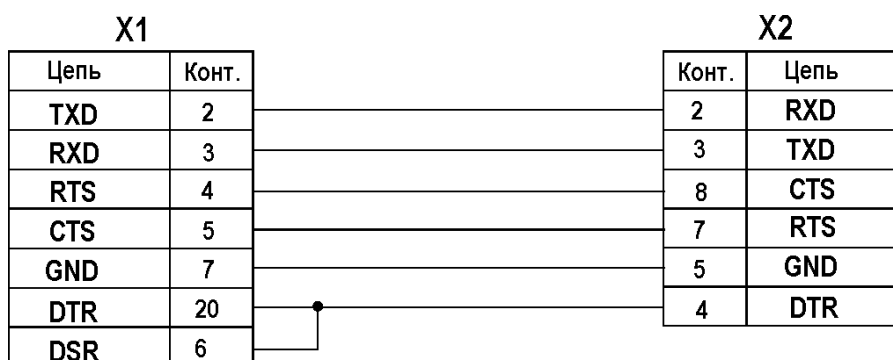 X1 X2
Цепь Конт. Конт. Цепь
TXD 2 2 RXD
RXD 3 3 TXD
RTS 4 8 CTS
CTS 5 7 RTS
GND 7 5 GND
DTR 20 4 DTR
DSR 6